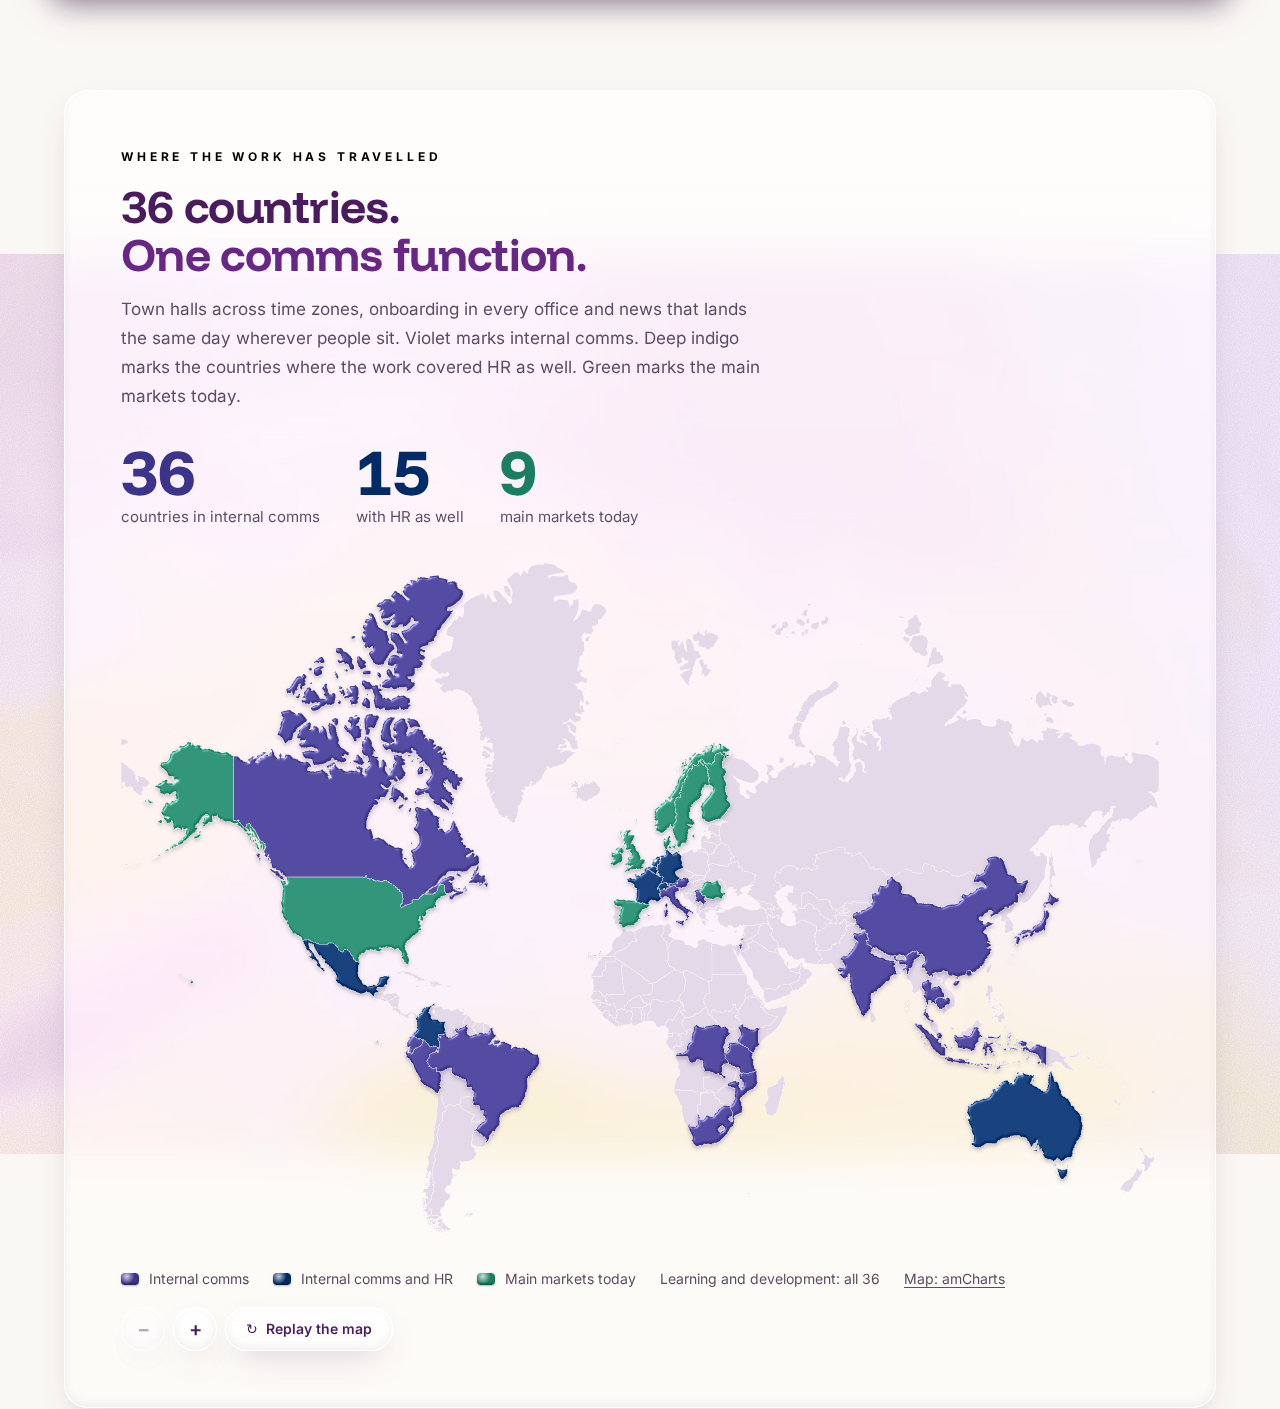 WHERE THE WORK HAS TRAVELLED
36 countries.
One comms function.
Town halls across time zones, onboarding in every office and news that lands
the same day wherever people sit. Violet marks internal comms. Deep indigo
marks the countries where the work covered HR as well. Green marks the main
markets today.
36 15 9
countries in internal comms with HR as well main markets today
Internal comms Internal comms and HR Main markets today Learning and development: all 36 Map: amCharts
− + ↻ Replay the map